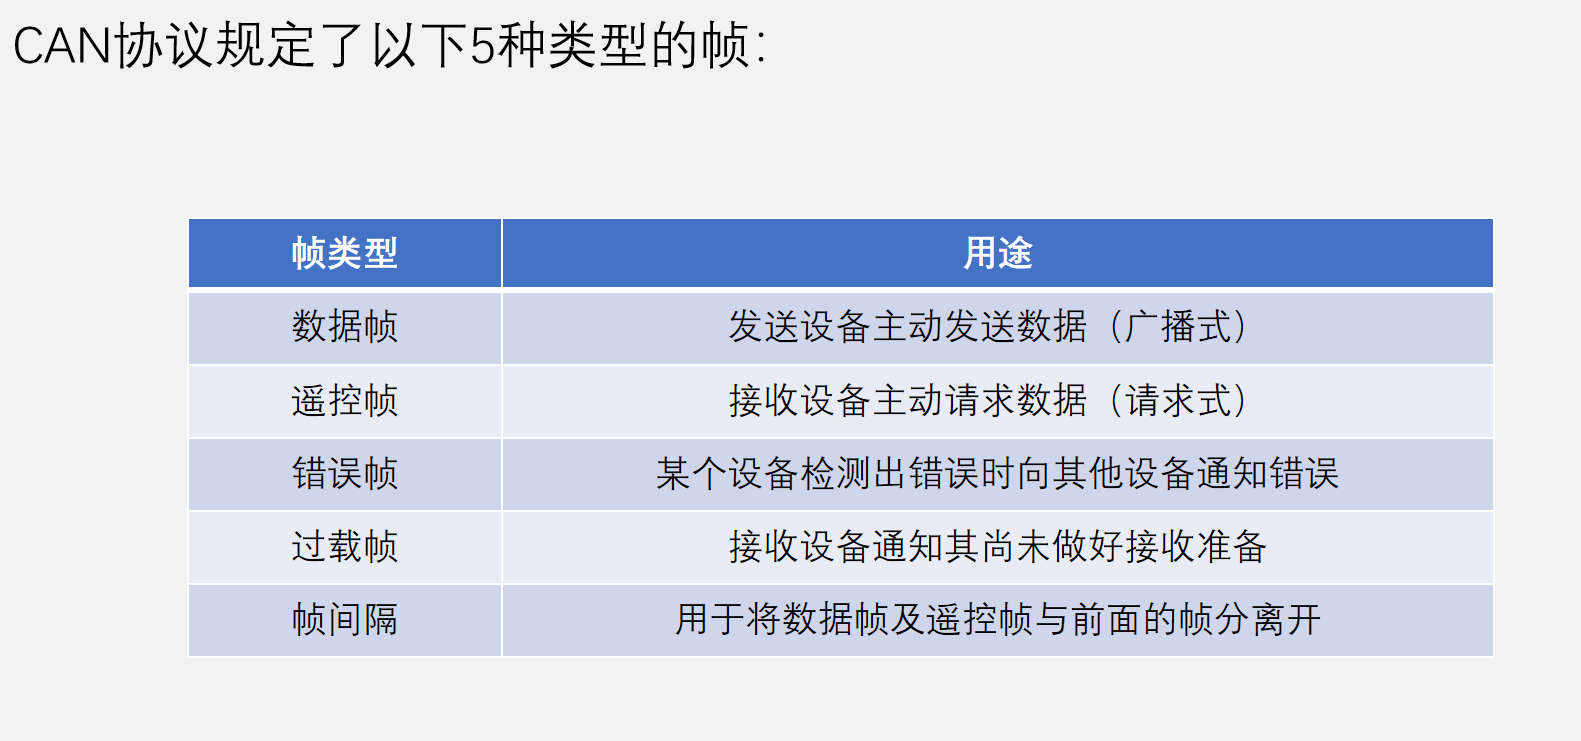 CAN协议规定了以下5种类型的帧：
帧类型 用途
数据帧 发送设备主动发送数据（广播式）
遥控帧 接收设备主动请求数据（请求式）
错误帧 某个设备检测出错误时向其他设备通知错误
过载帧 接收设备通知其尚未做好接收准备
帧间隔 用于将数据帧及遥控帧与前面的帧分离开